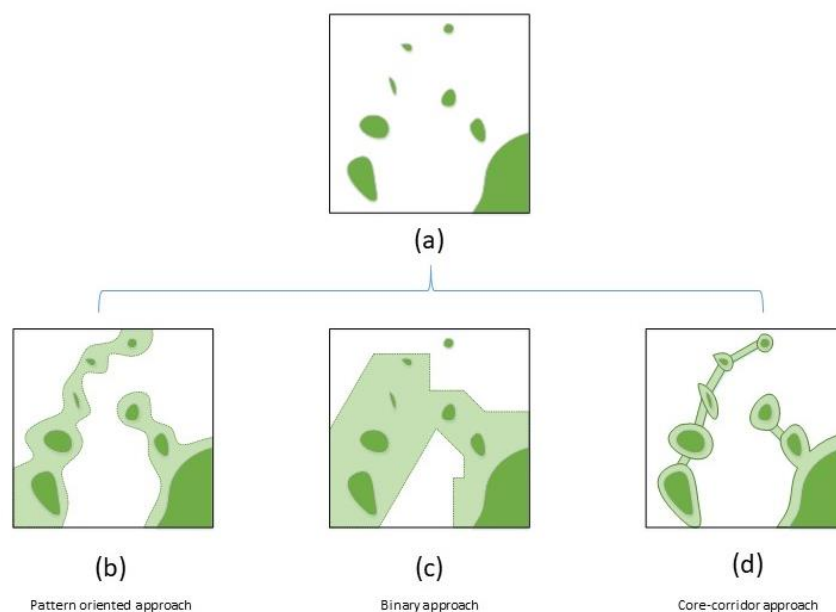 (a)
(b)
(c)
(d)
Pattern oriented approach
Binary approach
Core-corridor approach